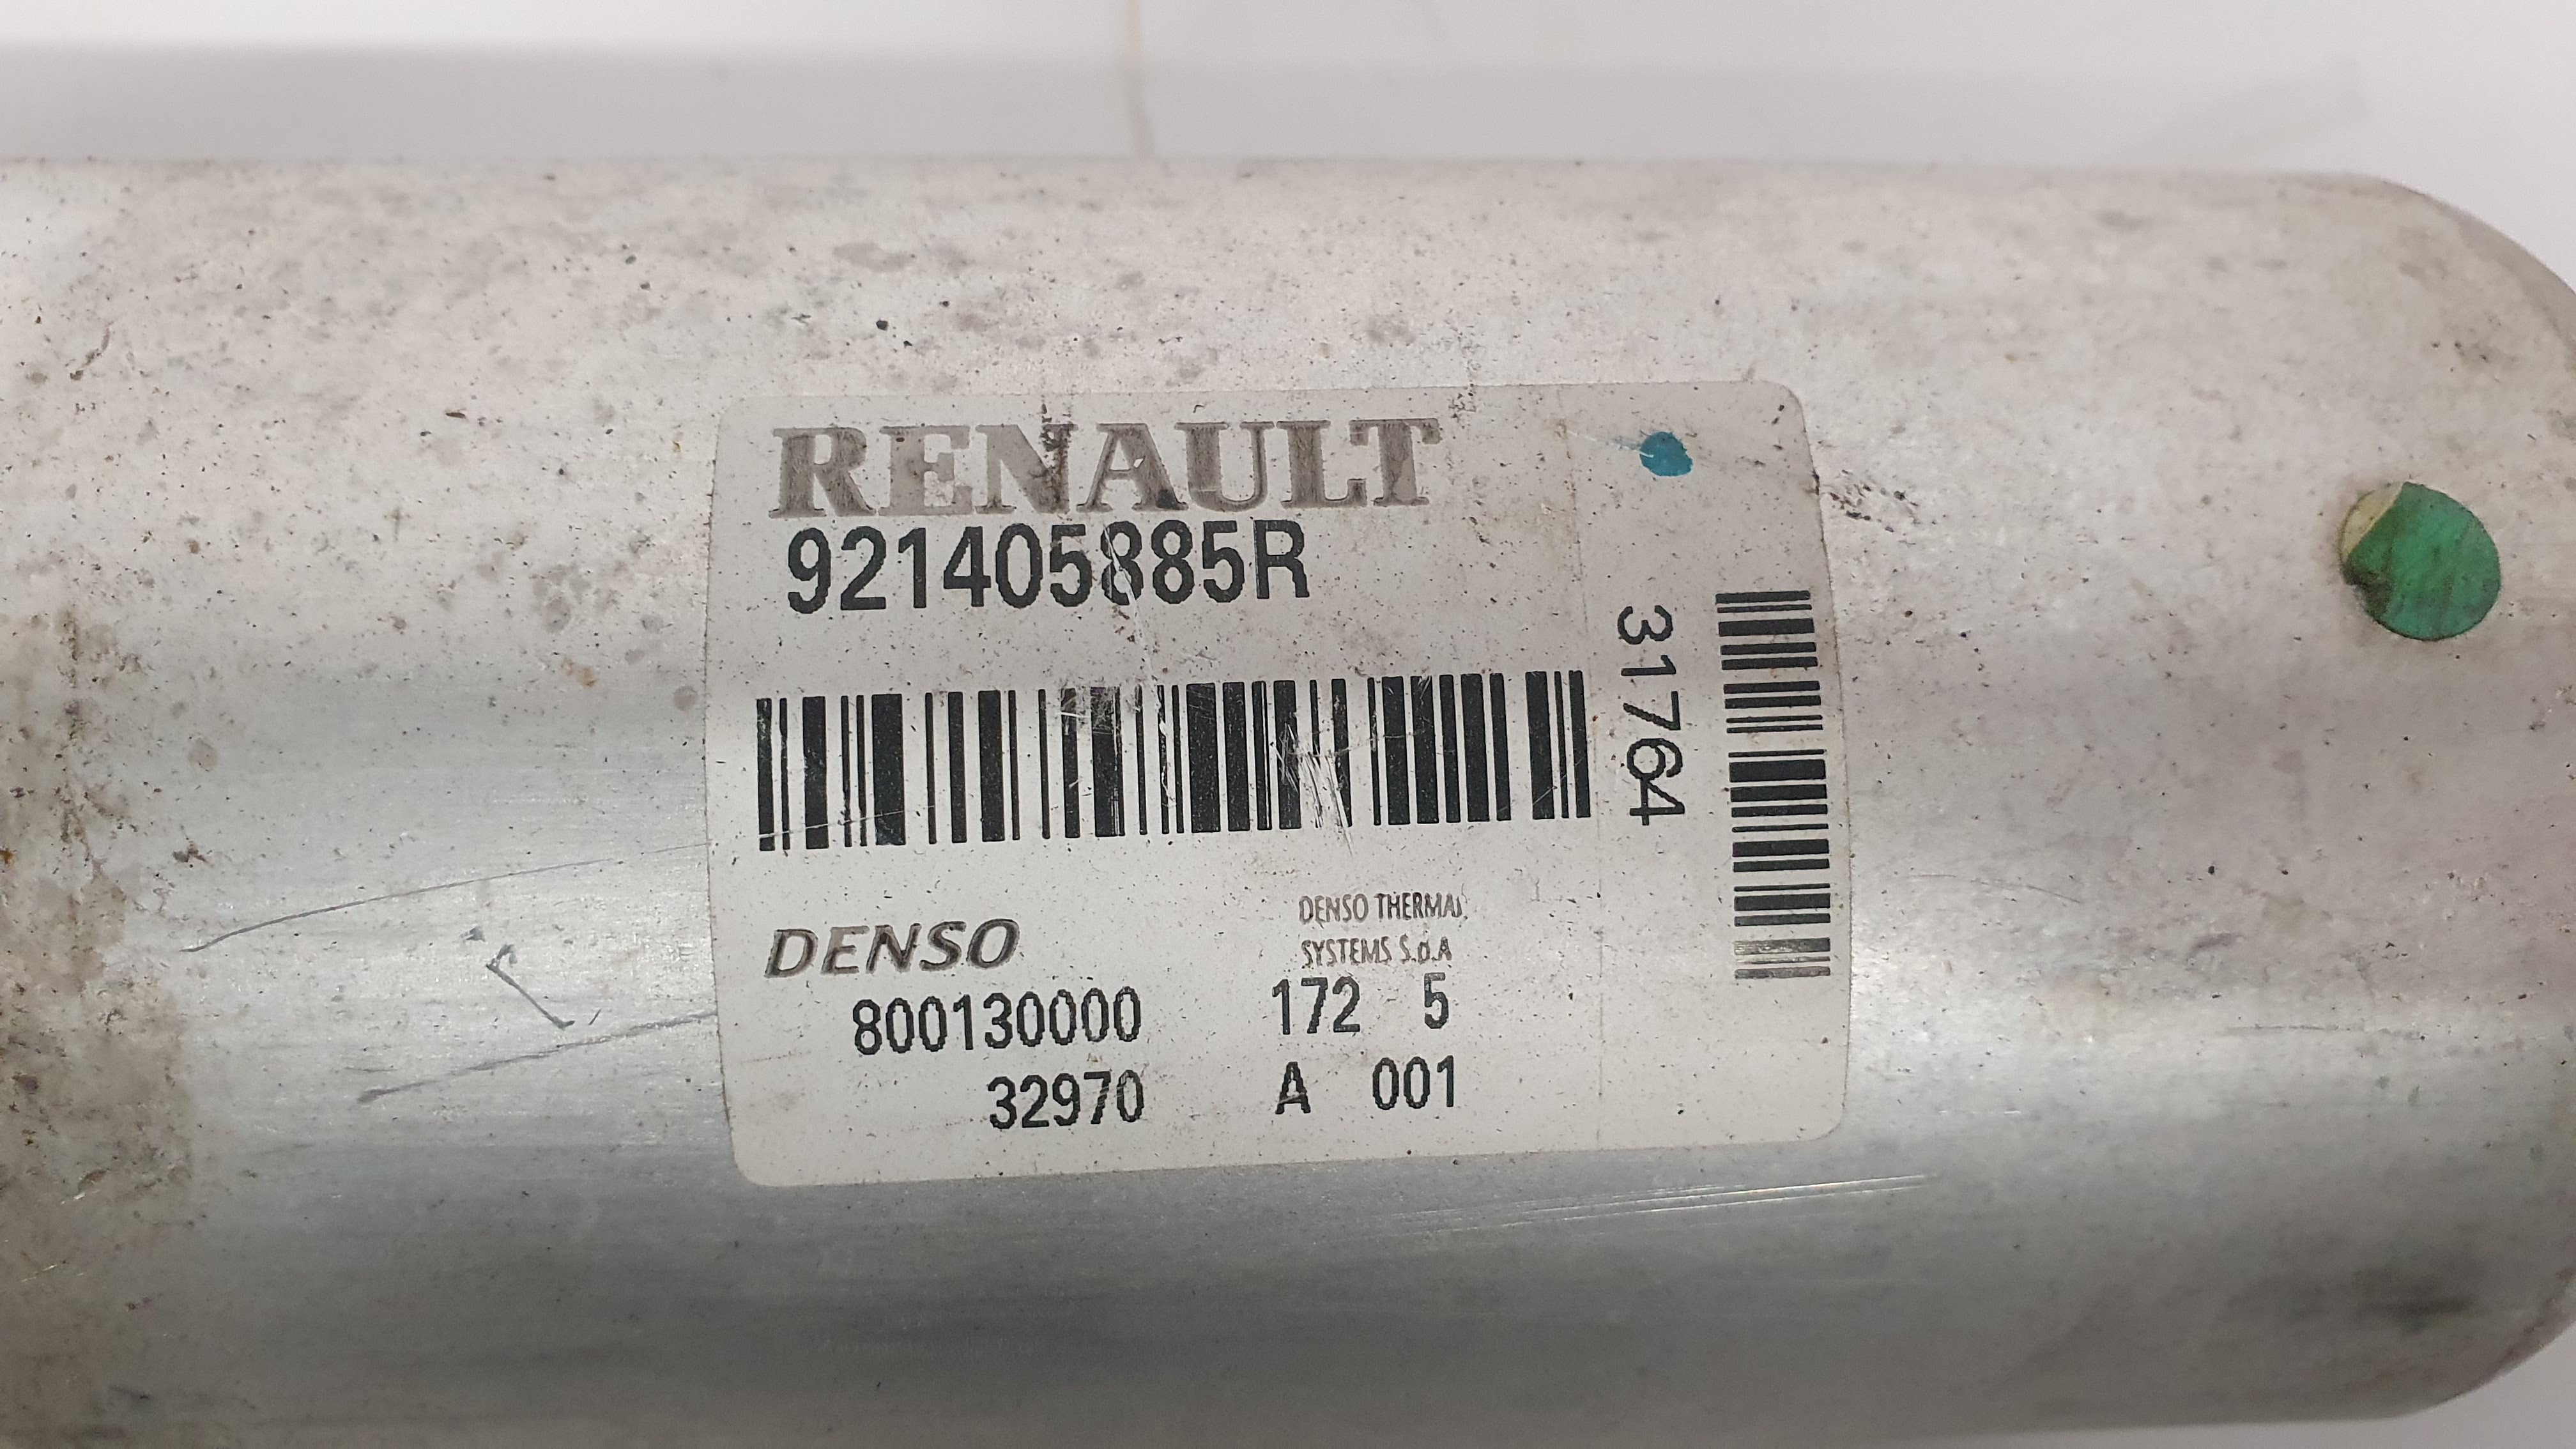 RENAULT
921405885R
31764
DENSO
DENSO THERMAL
SYSTEMS S.p.A
800130000 172 5
32970 A 001